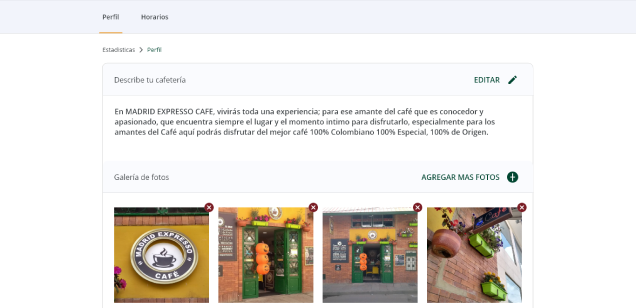 Perfil Horarios
Estadísticas > Perfil
Describe tu cafetería EDITAR
En MADRID EXPRESSO CAFE, vivirás toda una experiencia; para ese amante del café que es conocedor y
apasionado, que encuentra siempre el lugar y el momento intimo para disfrutarlo, especialmente para los
amantes del Café aquí podrás disfrutar del mejor café 100% Colombiano 100% Especial, 100% de Origen.
Galería de fotos AGREGAR MAS FOTOS
MADRID EXPRESSO
CAFÉ